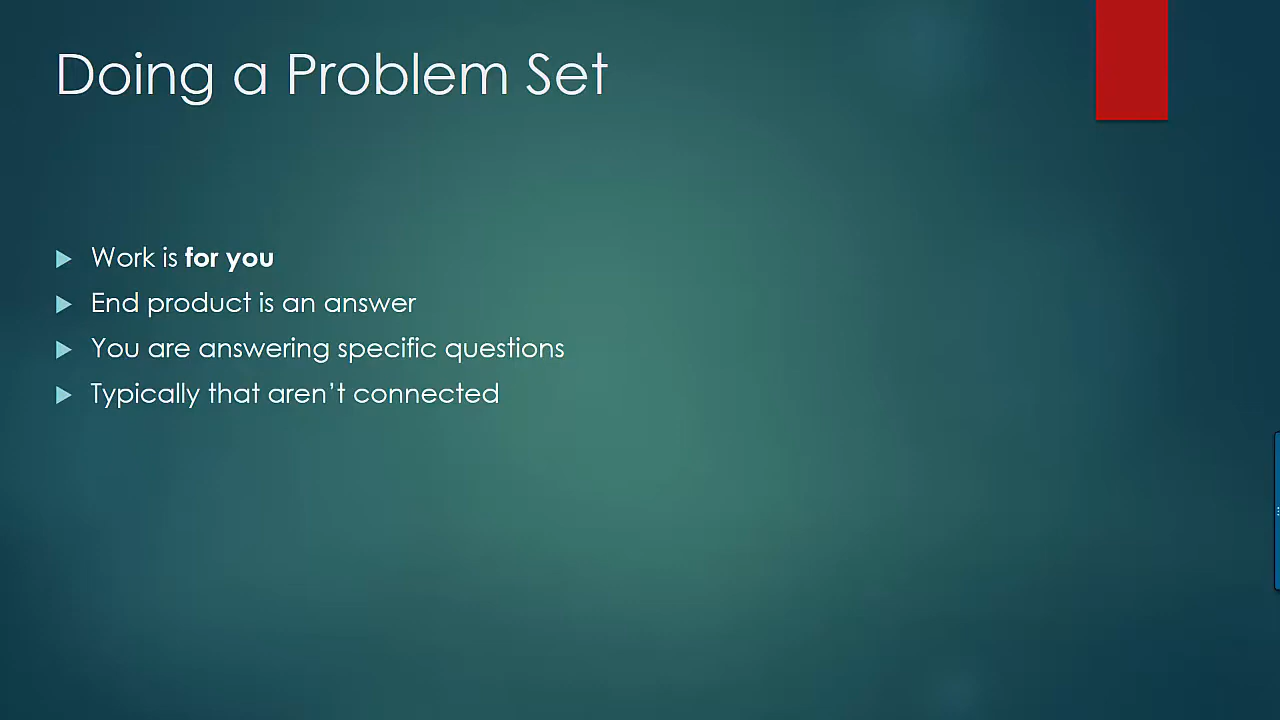 Doing a Problem Set
Work is for you
End product is an answer
You are answering specific questions
Typically that aren’t connected